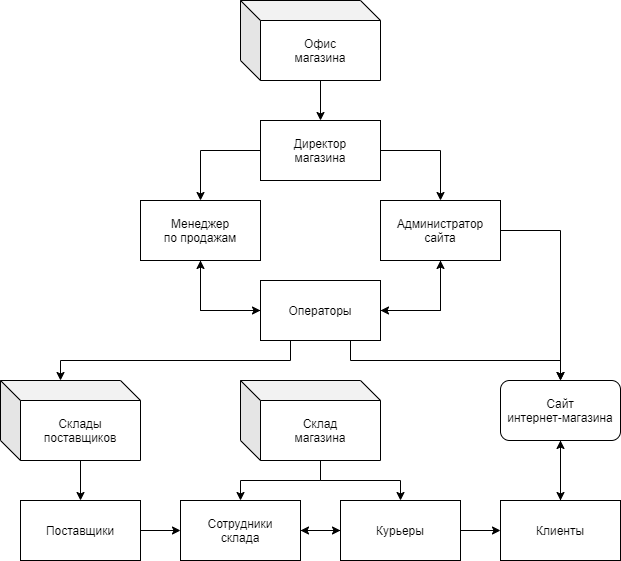 Офис
магазина
Директор
магазина
Менеджер
по продажам
Администратор
сайта
Операторы
Склады
поставщиков
Склад
магазина
Сайт
интернет-магазина
Поставщики
Сотрудники
склада
Курьеры
Клиенты